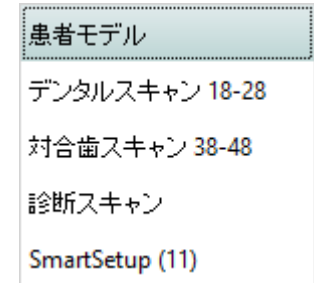 患者モデル
デンタルスキャン 18-28
対合歯スキャン 38-48
診断スキャン
SmartSetup (11)